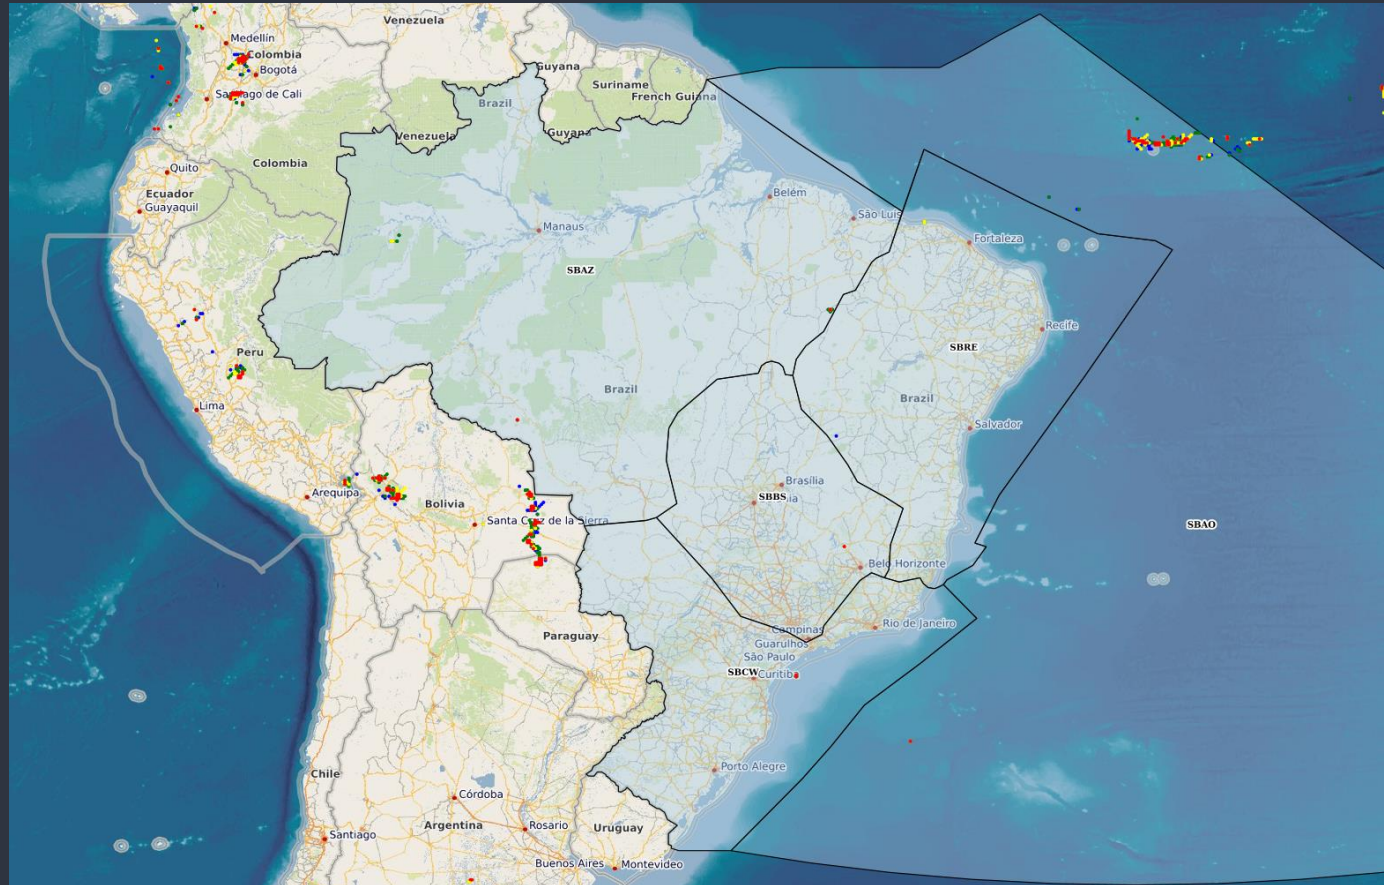 Venezuela
Medellín
Colombia
Bogotá
Guyana
Suriname
French Guiana
Santiago de Cali
Brazil
Venezuela
Guyana
Colombia
Quito
Ecuador
Guayaquil
Belém
São Luis
Manaus
Fortaleza
SBAZ
Recife
SBRE
Peru
Brazil
Brazil
Lima
Salvador
Brasília
Arequipa
SBBS
Bolivia
Santa Cruz de la Sierra
SBAO
Belo Horizonte
Rio de Janeiro
Campinas
Paraguay
Guarulhos
São Paulo
SBCW
Curitiba
Porto Alegre
Chile
Córdoba
Argentina
Rosario
Uruguay
Santiago
Buenos Aires
Montevideo